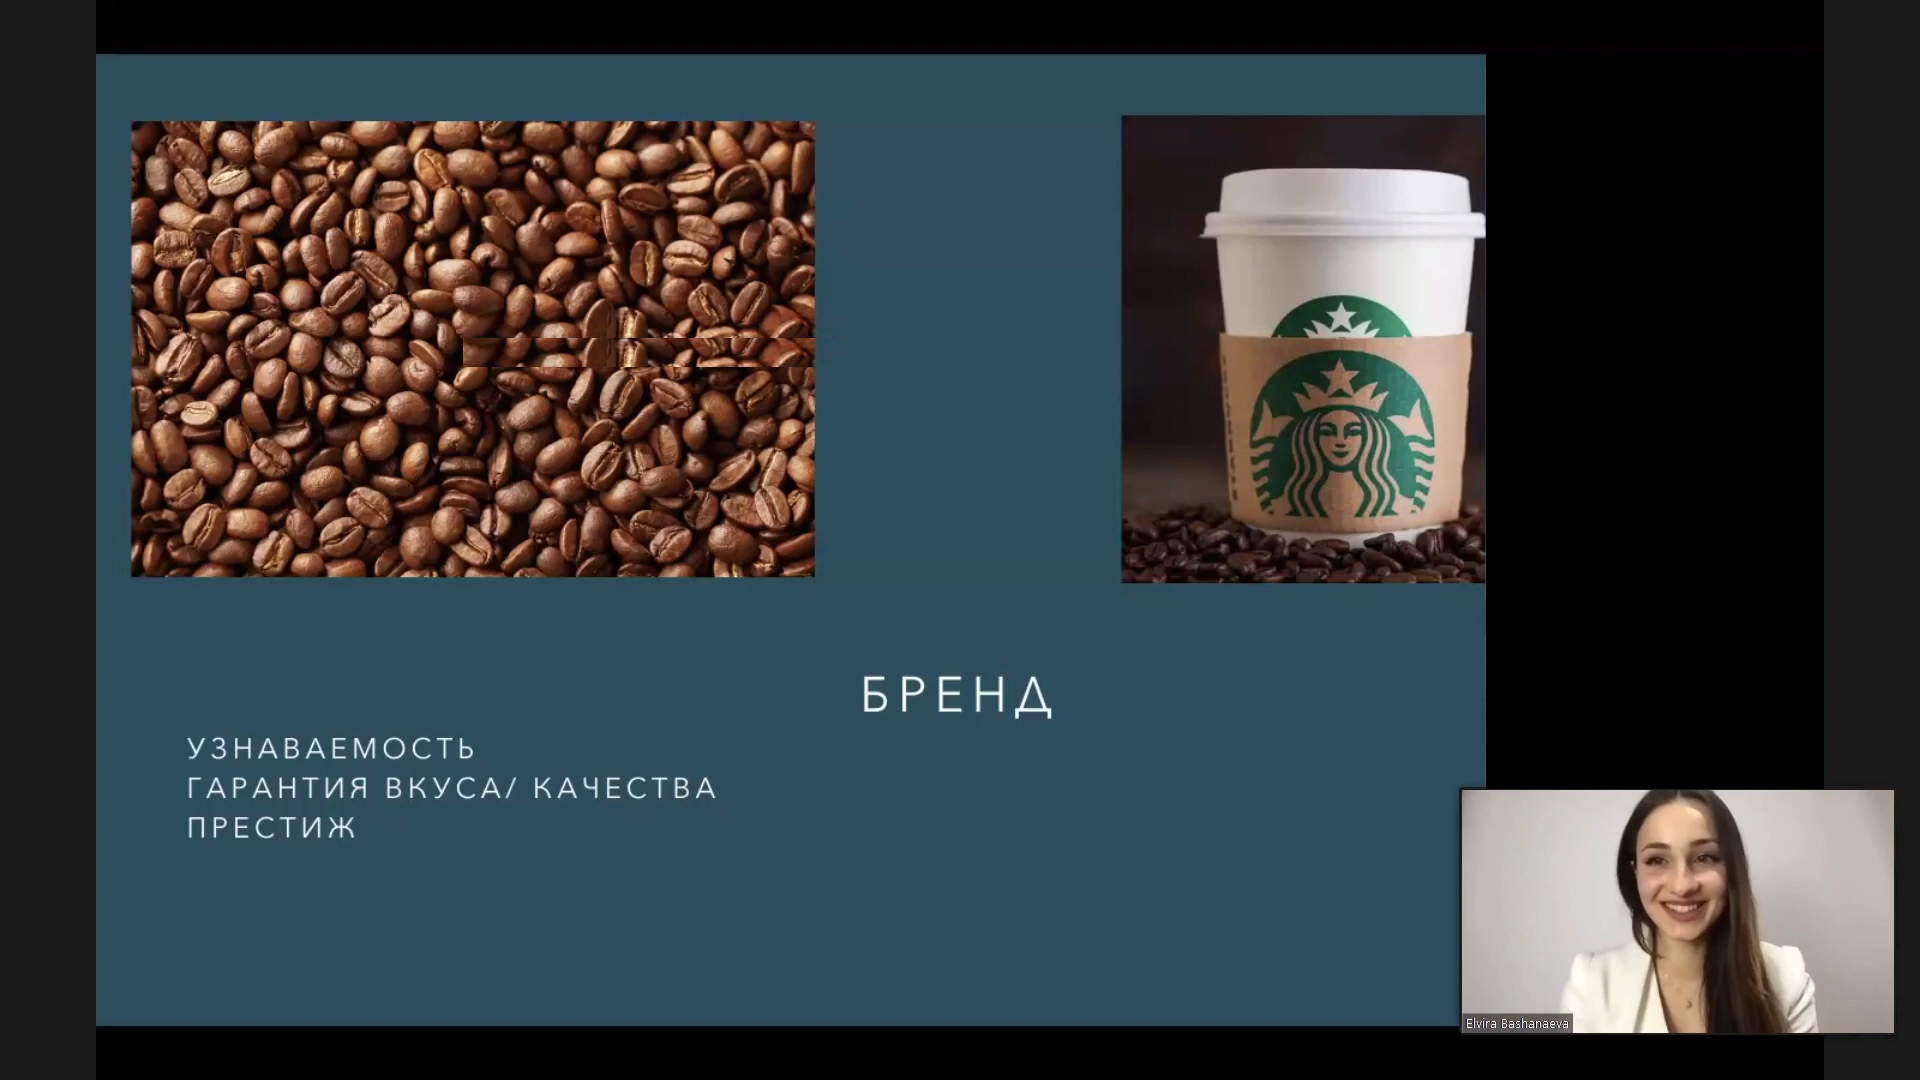 БРЕНД
УЗНАВАЕМОСТЬ
ГАРАНТИЯ ВКУСА/ КАЧЕСТВА
ПРЕСТИЖ
Elvira Bashanaeva